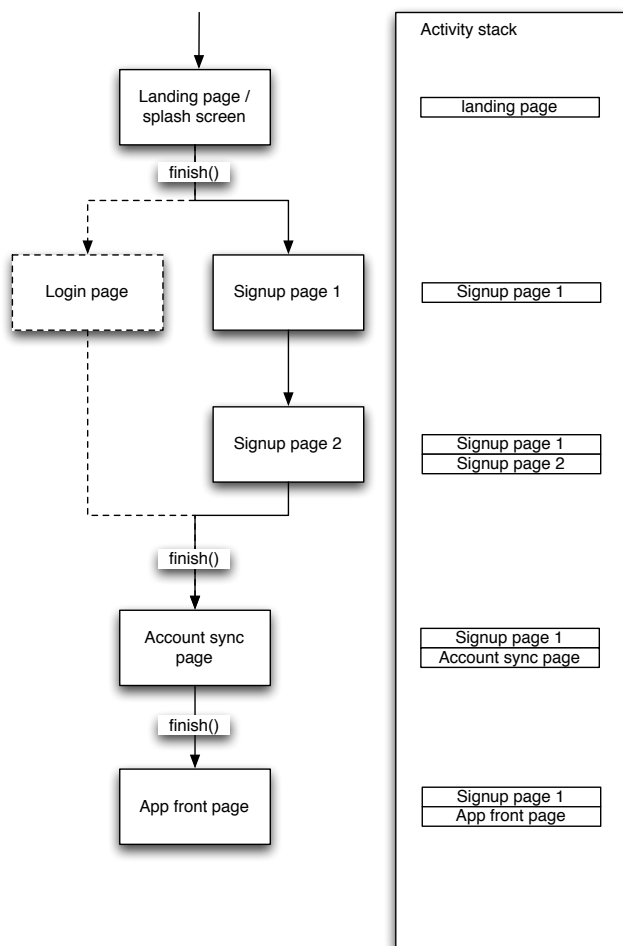 Activity stack
Landing page /
splash screen
landing page
finish()
Login page
Signup page 1
Signup page 1
Signup page 2
Signup page 1
Signup page 2
finish()
Account sync
page
Signup page 1
Account sync page
finish()
App front page
Signup page 1
App front page